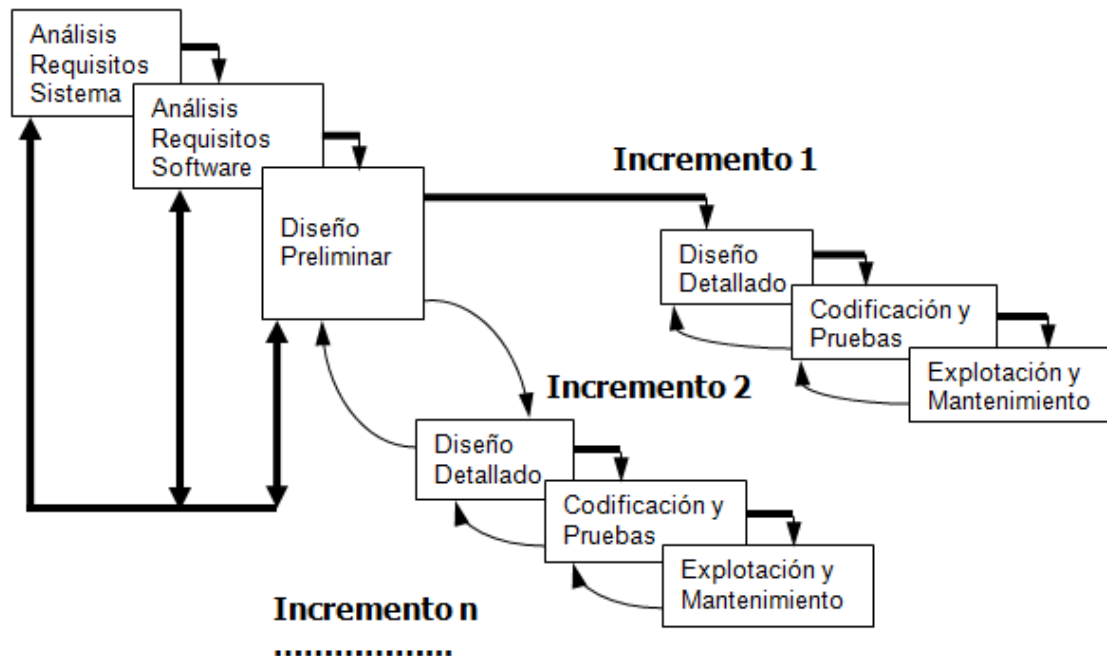 Análisis
Requisitos
Sistema
Análisis
Requisitos
Software
Diseño
Preliminar
Incremento 1
Diseño
Detallado
Codificación y
Pruebas
Explotación y
Mantenimiento
Incremento 2
Diseño
Detallado
Codificación y
Pruebas
Explotación y
Mantenimiento
Incremento n
..................